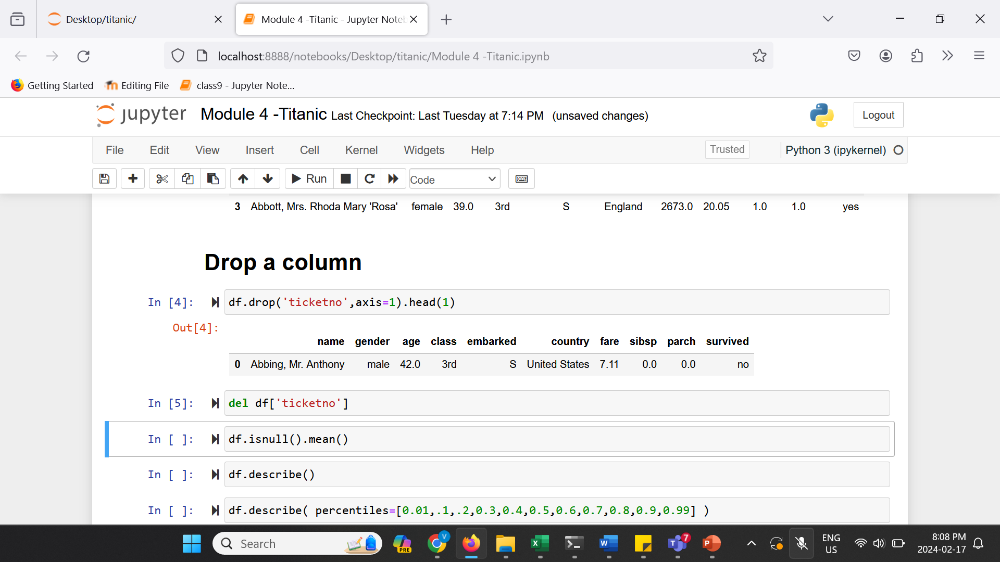 Desktop/titanic/
Module 4 -Titanic - Jupyter Noteb
localhost:8888/notebooks/Desktop/titanic/Module 4 -Titanic.ipynb
Getting Started
Editing File
class9 - Jupyter Note...
jupyter
Module 4 -Titanic Last Checkpoint: Last Tuesday at 7:14 PM (unsaved changes)
Logout
File Edit View Insert Cell Kernel Widgets Help
Trusted
Python 3 (ipykernel)
Run
Code
3 Abbott, Mrs. Rhoda Mary 'Rosa' female 39.0 3rd S England 2673.0 20.05 1.0 1.0 yes
Drop a column
In [4]: df.drop('ticketno',axis=1).head(1)
Out[4]:
name gender age class embarked country fare sibsp parch survived
0 Abbing, Mr. Anthony male 42.0 3rd S United States 7.11 0.0 0.0 no
In [5]: del df['ticketno']
In [ ]: df.isnull().mean()
In [ ]: df.describe()
In [ ]: df.describe( percentiles=[0.01,.1,.2,0.3,0.4,0.5,0.6,0.7,0.8,0.9,0.99] )
Search
PRE
V
X
W
T
7
P
ENG
US
8:08 PM
2024-02-17